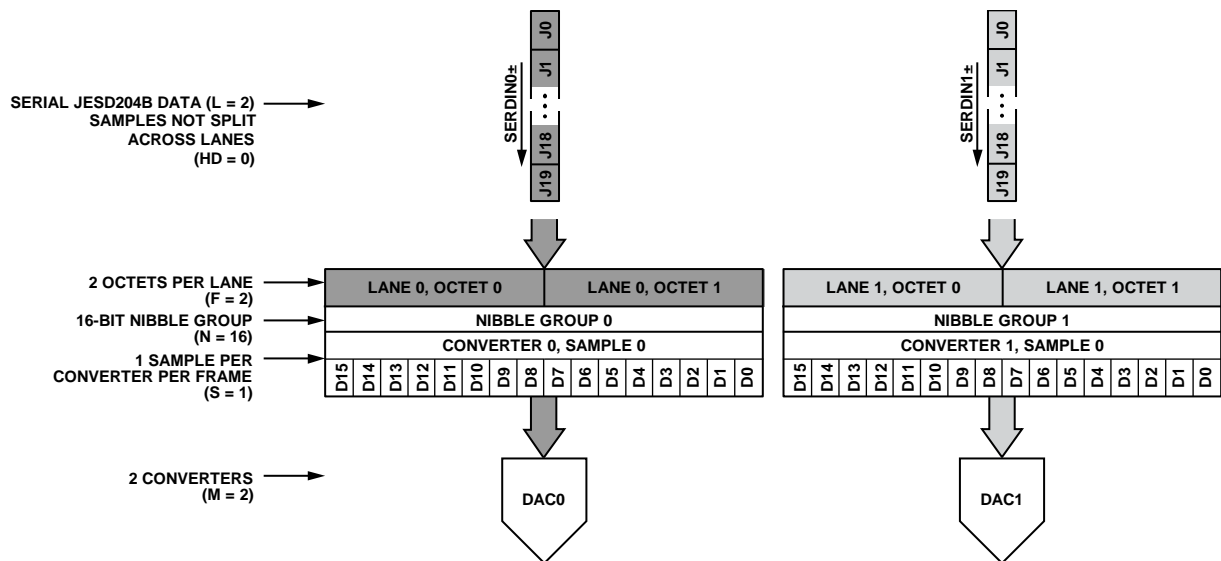 SERIAL JESD204B DATA (L = 2)
SAMPLES NOT SPLIT
ACROSS LANES
(HD = 0)
SERDIN0±
J0
J1
J18
J19
SERDIN1±
J0
J1
J18
J19
2 OCTETS PER LANE
(F = 2)
LANE 0, OCTET 0
LANE 0, OCTET 1
LANE 1, OCTET 0
LANE 1, OCTET 1
16-BIT NIBBLE GROUP
(N = 16)
NIBBLE GROUP 0
NIBBLE GROUP 1
1 SAMPLE PER
CONVERTER PER FRAME
(S = 1)
CONVERTER 0, SAMPLE 0
CONVERTER 1, SAMPLE 0
D15 D14 D13 D12 D11 D10 D9 D8 D7 D6 D5 D4 D3 D2 D1 D0
D15 D14 D13 D12 D11 D10 D9 D8 D7 D6 D5 D4 D3 D2 D1 D0
2 CONVERTERS
(M = 2)
DAC0
DAC1